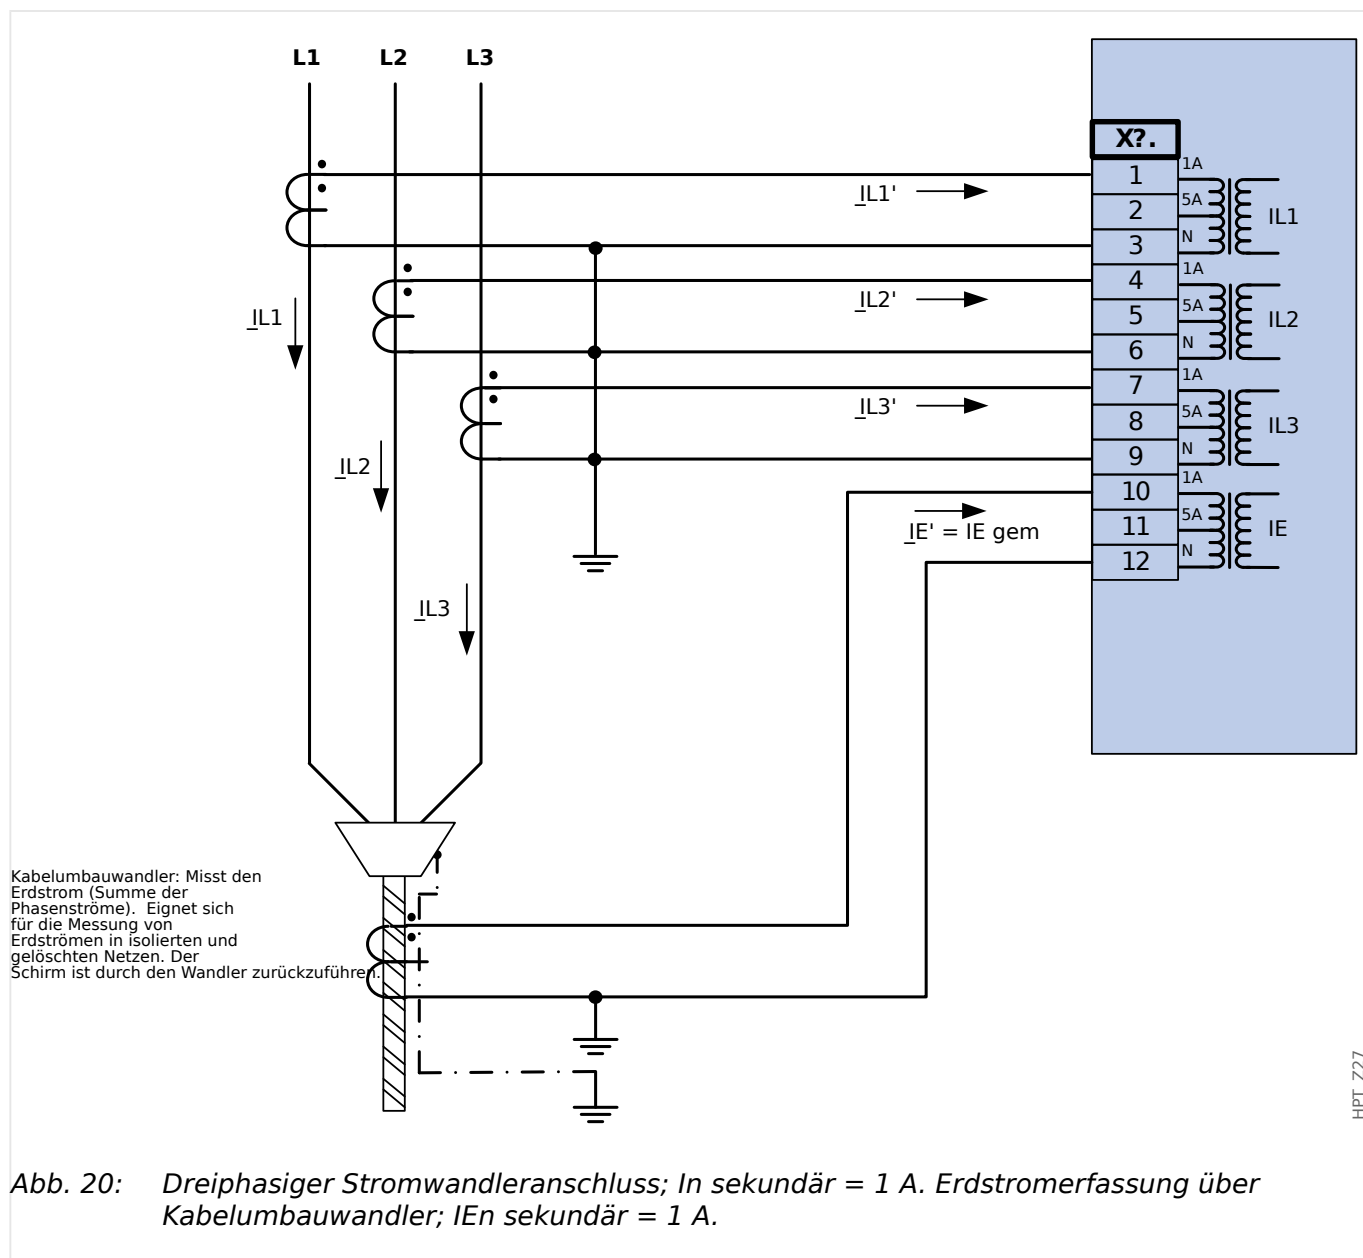 L1 L2 L3
X?.
1 1A
IL1'
2 5A IL1
3 N
4 1A
IL2'
IL1
5 5A IL2
6 N
7 1A
IL3'
8 5A IL3
9 N
IL2
10 1A
11 5A IE
IE' = IE gem
12 N
IL3
Kabelumbauwandler: Misst den
Erdstrom (Summe der
Phasenströme). Eignet sich
für die Messung von
Erdströmen in isolierten und
gelöschten Netzen. Der
Schirm ist durch den Wandler zurückzuführen.
HPT_Z27
Abb. 20: Dreiphasiger Stromwandleranschluss; In sekundär = 1 A. Erdstromerfassung über
Kabelumbauwandler; IEn sekundär = 1 A.